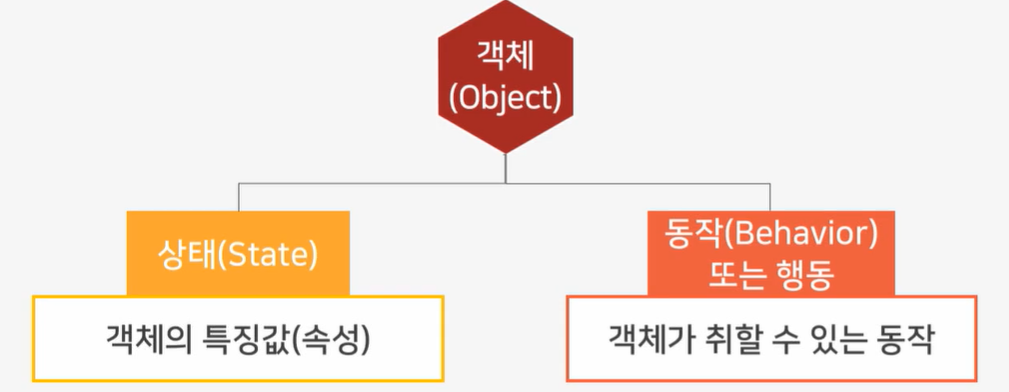 객체
(Object)
상태(State)
객체의 특징값(속성)
동작(Behavior)
또는 행동
객체가 취할 수 있는 동작